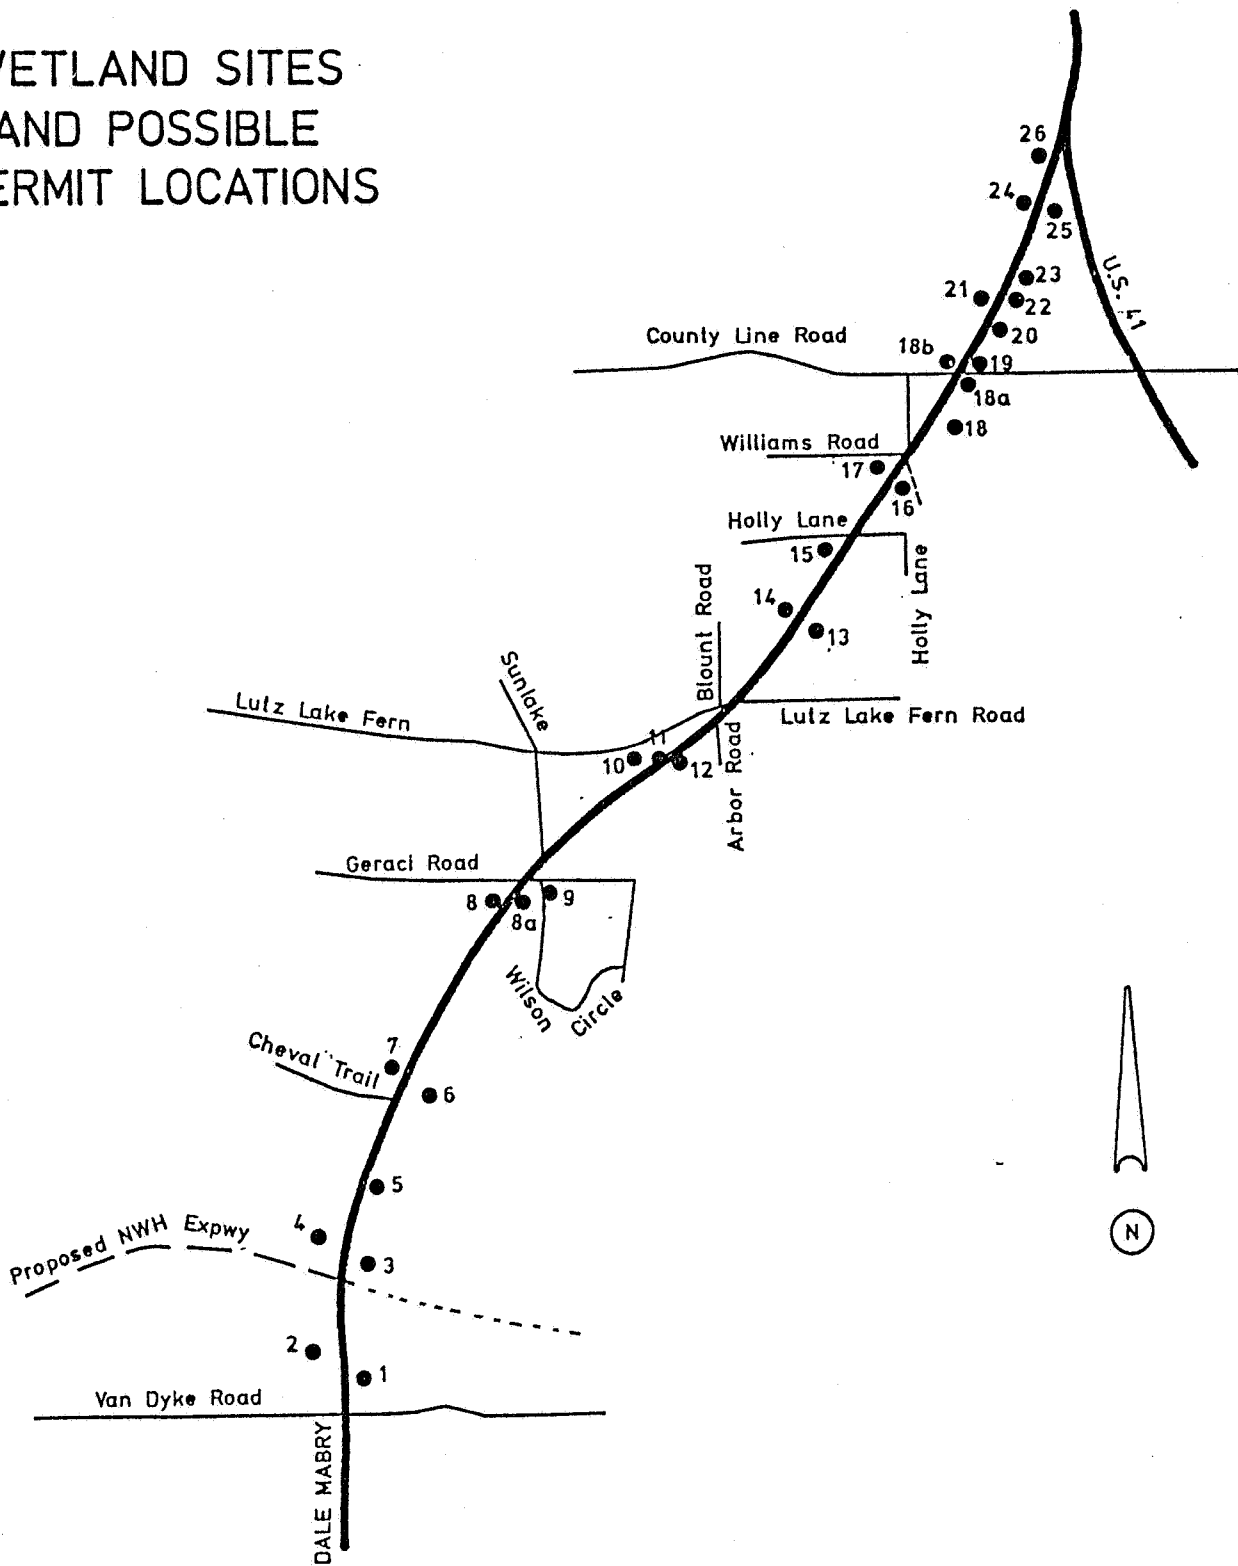 WETLAND SITES
AND POSSIBLE
PERMIT LOCATIONS
26
24
25
U.S. 41
23
21
22
20
County Line Road
18b
19
18a
18
Williams Road
17
16
Holly Lane
15
Holly Lane
Blount Road
14
13
Sunlake
Lutz Lake Fern
Lutz Lake Fern Road
11
10
12
Arbor Road
Geraci Road
8
8a
9
Wilson Circle
7
Cheval Trail
6
5
4
Proposed NWH Expwy
3
N
2
1
Van Dyke Road
DALE MABRY